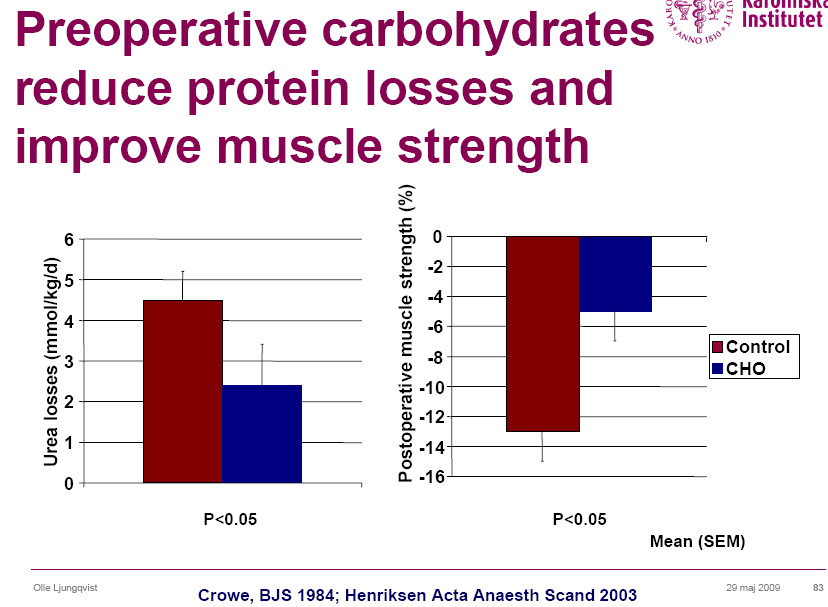 Preoperative carbohydrates
reduce protein losses and
improve muscle strength
Institutet
ANNO 1810
Urea losses (mmol/kg/d)
6
5
4
3
2
1
0
P<0.05
Postoperative muscle strength (%)
0
-2
-4
-6
-8
-10
-12
-14
-16
P<0.05
Control
CHO
Mean (SEM)
Olle Ljungqvist
Crowe, BJS 1984; Henriksen Acta Anaesth Scand 2003
29 maj 2009
83